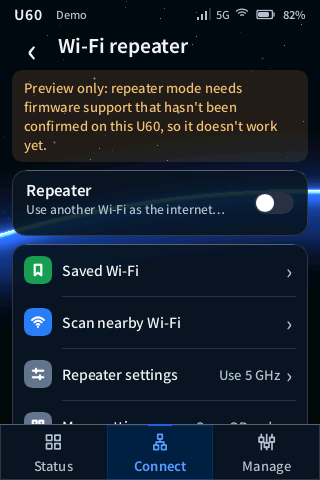 U60 Demo 5G 82%
Wi-Fi repeater
Preview only: repeater mode needs
firmware support that hasn't been
confirmed on this U60, so it doesn't work
yet.
Repeater
Use another Wi-Fi as the internet…
Saved Wi-Fi
Scan nearby Wi-Fi
Repeater settings Use 5 GHz
Status Connect Manage